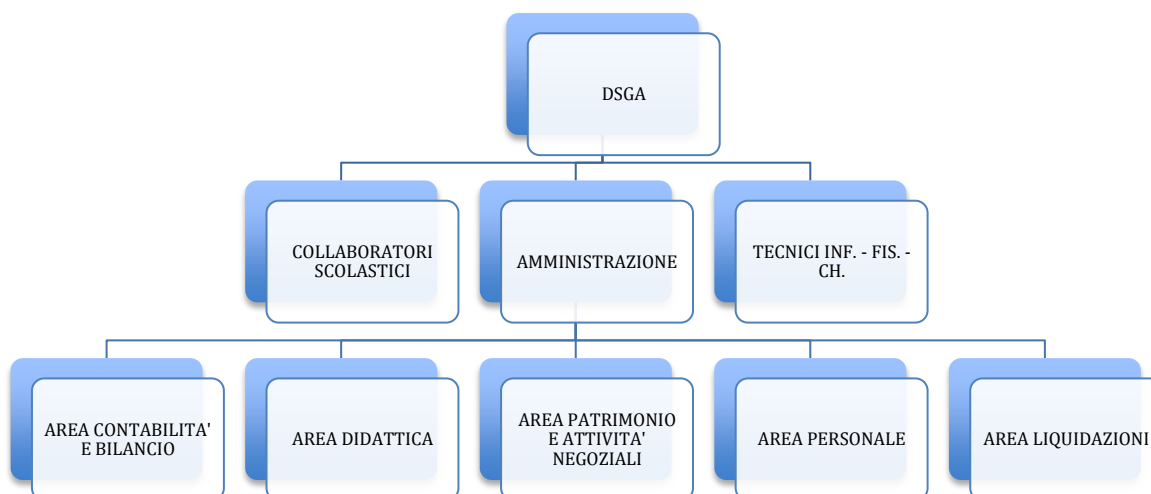 DSGA
COLLABORATORI
SCOLASTICI
AMMINISTRAZIONE
TECNICI INF. - FIS. -
CH.
AREA CONTABILITA'
E BILANCIO
AREA DIDATTICA
AREA PATRIMONIO
E ATTIVITA'
NEGOZIALI
AREA PERSONALE
AREA LIQUIDAZIONI